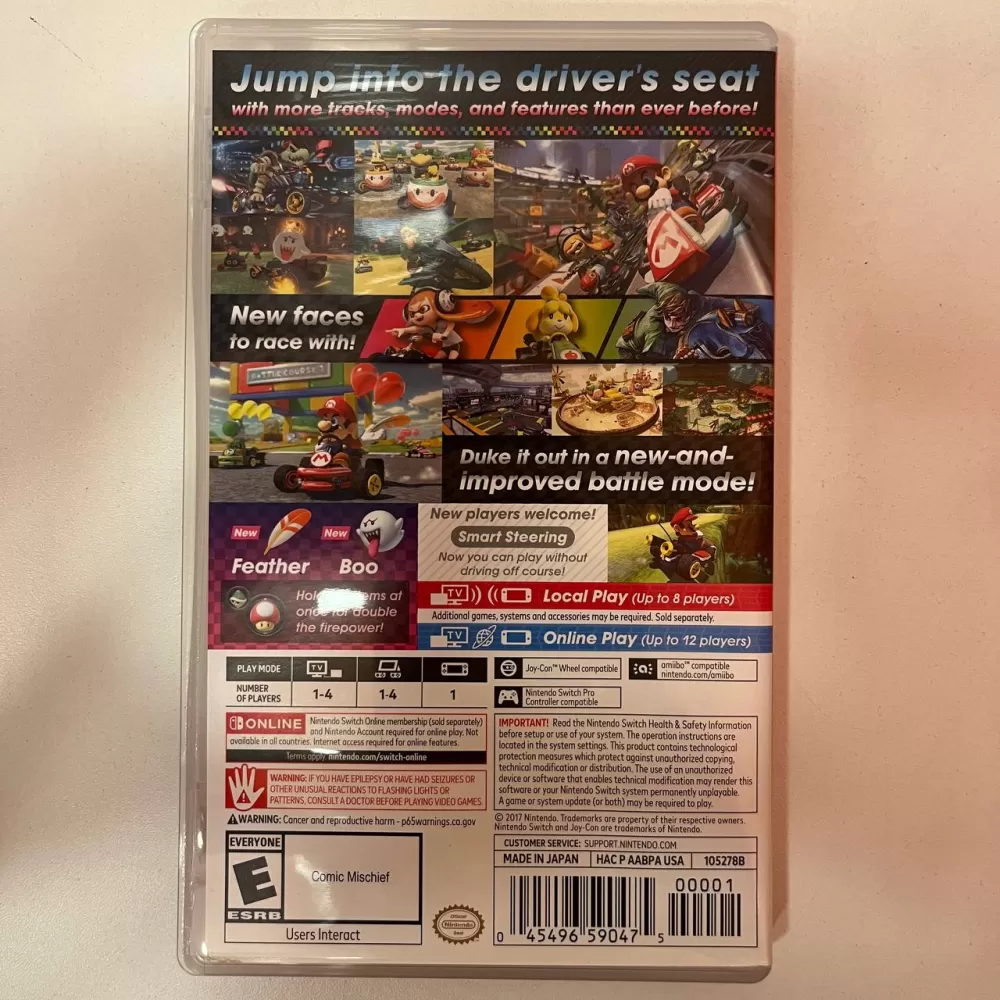 Jump into the driver's seat
with more tracks, modes, and features than ever before!
New faces
to race with!
BATTLE COURSE 1
Duke it out in a new-and-
improved battle mode!
New
New
Feather
Boo
Hold items at
once for double
the firepower!
New players welcome!
Smart Steering
Now you can play without
driving off course!
TV
Local Play (Up to 8 players)
Additional games, systems and accessories may be required. Sold separately.
TV
Online Play (Up to 12 players)
PLAY MODE
TV
NUMBER
OF PLAYERS
1-4
1-4
1
Joy-Con™ Wheel compatible
amiibo™ compatible
nintendo.com/amiibo
Nintendo Switch Pro
Controller compatible
ONLINE
Nintendo Switch Online membership (sold separately)
and Nintendo Account required for online play. Not
available in all countries. Internet access required for online features.
Terms apply. nintendo.com/switch-online
WARNING: IF YOU HAVE EPILEPSY OR HAVE HAD SEIZURES OR
OTHER UNUSUAL REACTIONS TO FLASHING LIGHTS OR
PATTERNS, CONSULT A DOCTOR BEFORE PLAYING VIDEO GAMES.
WARNING: Cancer and reproductive harm - p65warnings.ca.gov
IMPORTANT! Read the Nintendo Switch Health & Safety Information
before setup or use of your system. The operation instructions are
located in the system settings. This product contains technological
protection measures which protect against unauthorized copying,
technical modification or distribution. The use of an unauthorized
device or software that enables technical modification may render this
software or your Nintendo Switch system permanently unplayable.
A game or system update (or both) may be required to play.
© 2017 Nintendo. Trademarks are property of their respective owners.
Nintendo Switch and Joy-Con are trademarks of Nintendo.
CUSTOMER SERVICE: SUPPORT.NINTENDO.COM
MADE IN JAPAN
HAC P AABPA USA
105278B
EVERYONE
E
ESRB
Comic Mischief
Users Interact
Official
Nintendo
Seal
00001
0 45496 59047 5